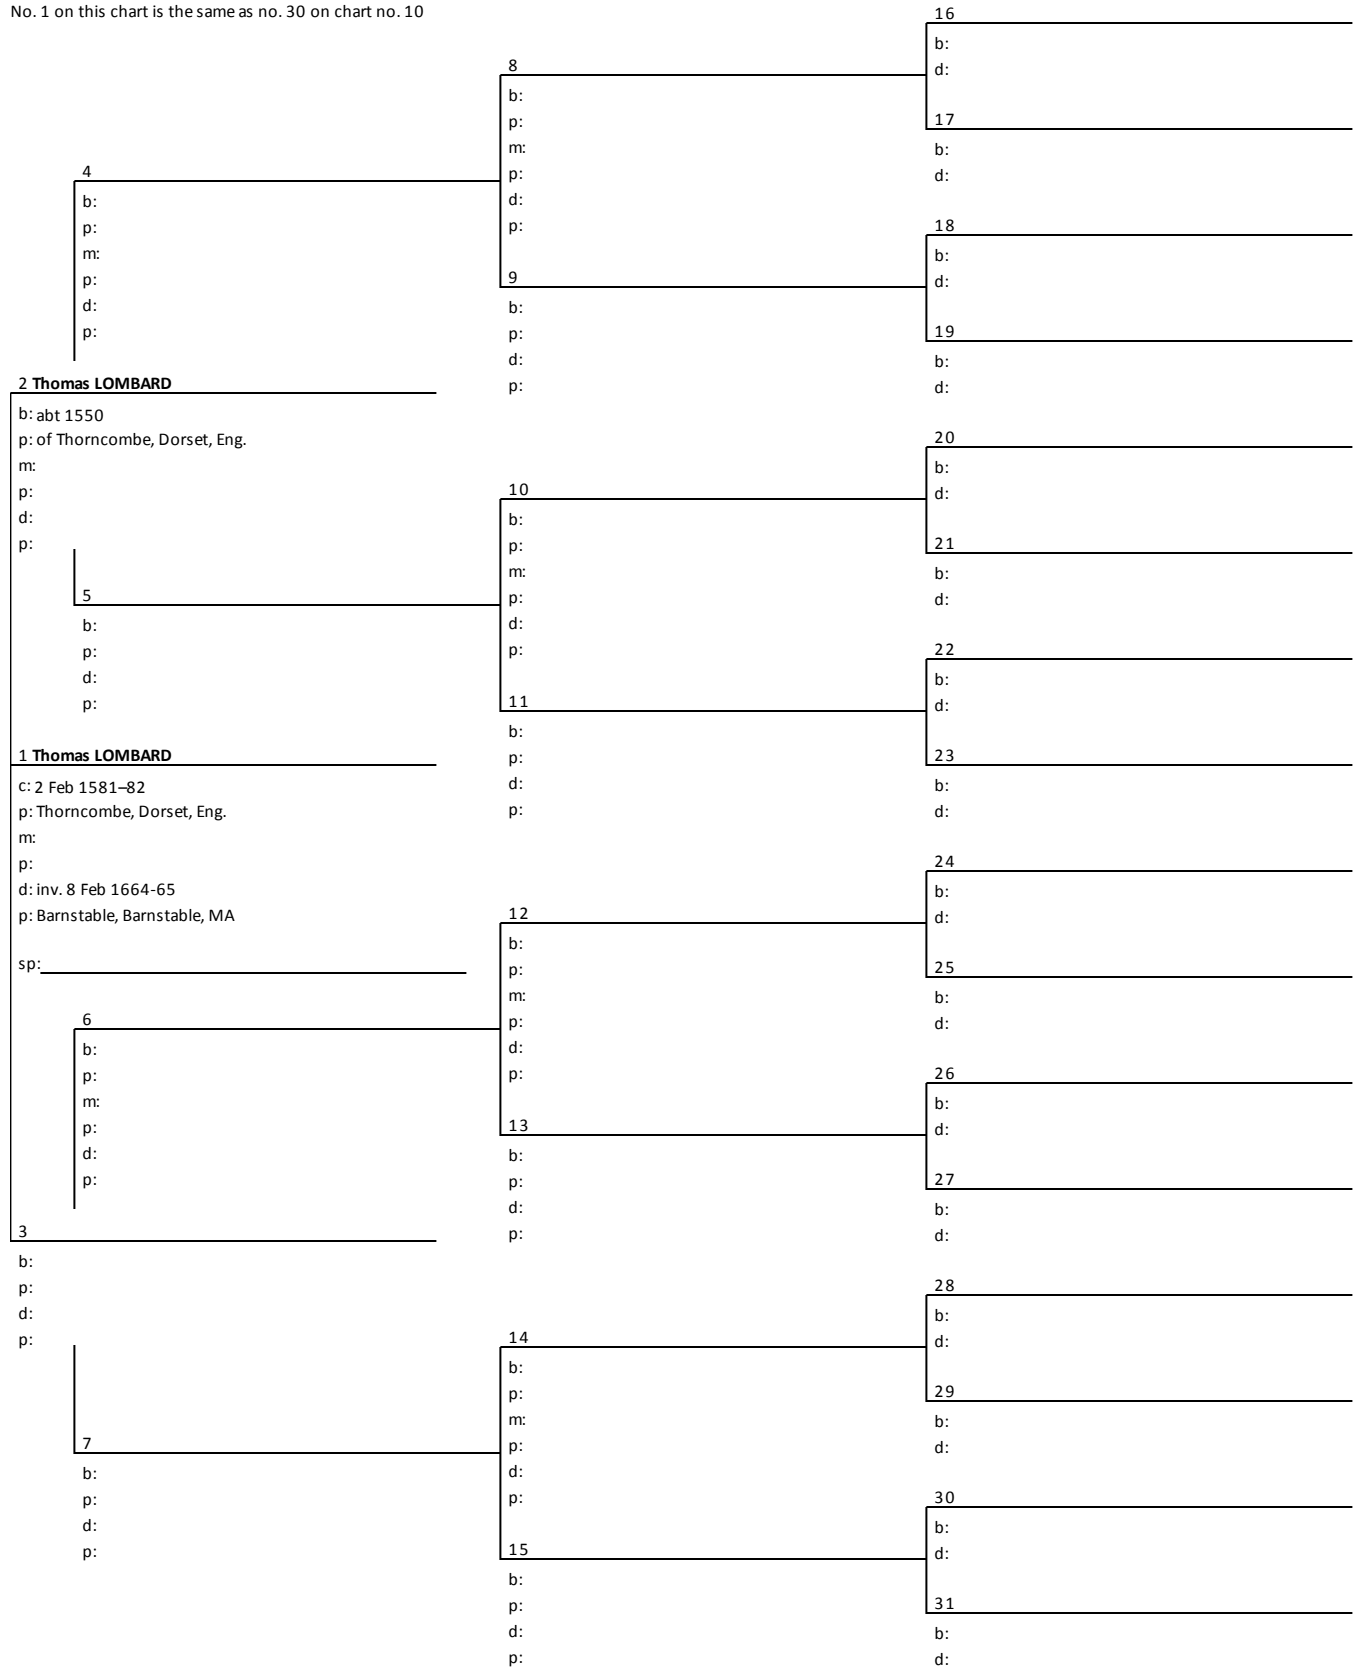 No. 1 on this chart is the same as no. 30 on chart no. 10
4
b:
p:
m:
p:
d:
p:
2 Thomas LOMBARD
b: abt 1550
p: of Thorncombe, Dorset, Eng.
m:
p:
d:
p:
5
b:
p:
d:
p:
1 Thomas LOMBARD
c: 2 Feb 1581–82
p: Thorncombe, Dorset, Eng.
m:
p:
d: inv. 8 Feb 1664-65
p: Barnstable, Barnstable, MA
sp:
6
b:
p:
m:
p:
d:
p:
3
b:
p:
d:
p:
7
b:
p:
d:
p:
8
b:
p:
m:
p:
d:
p:
9
b:
p:
d:
p:
10
b:
p:
m:
p:
d:
p:
11
b:
p:
d:
p:
12
b:
p:
m:
p:
d:
p:
13
b:
p:
d:
p:
14
b:
p:
m:
p:
d:
p:
15
b:
p:
d:
p:
16
b:
d:
17
b:
d:
18
b:
d:
19
b:
d:
20
b:
d:
21
b:
d:
22
b:
d:
23
b:
d:
24
b:
d:
25
b:
d:
26
b:
d:
27
b:
d:
28
b:
d:
29
b:
d:
30
b:
d:
31
b:
d: